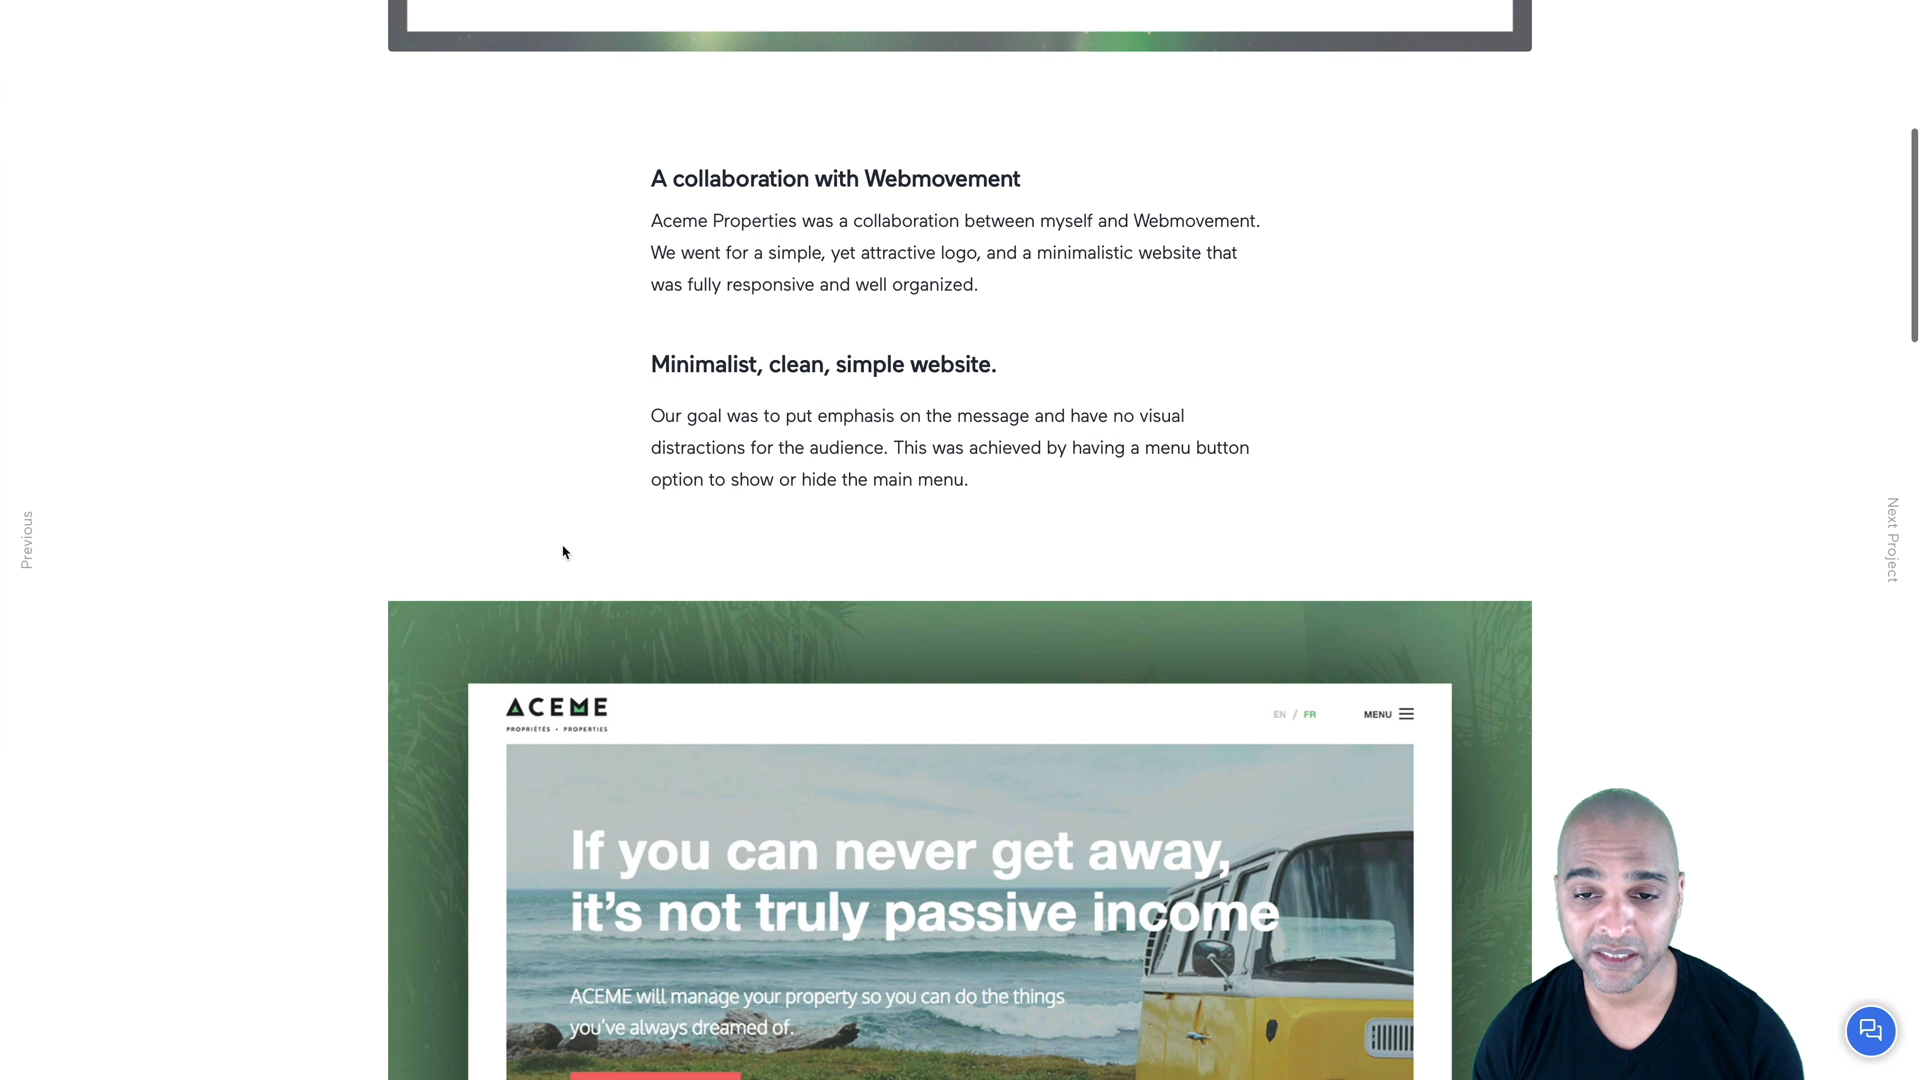 A collaboration with Webmovement
Aceme Properties was a collaboration between myself and Webmovement.
We went for a simple, yet attractive logo, and a minimalistic website that
was fully responsive and well organized.
Minimalist, clean, simple website.
Our goal was to put emphasis on the message and have no visual
distractions for the audience. This was achieved by having a menu button
option to show or hide the main menu.
Previous
Next Project
ACEME
PROPRIÉTÉS • PROPERTIES
EN / FR
MENU
If you can never get away,
it's not truly passive income
ACEME will manage your property so you can do the things
you've always dreamed of.